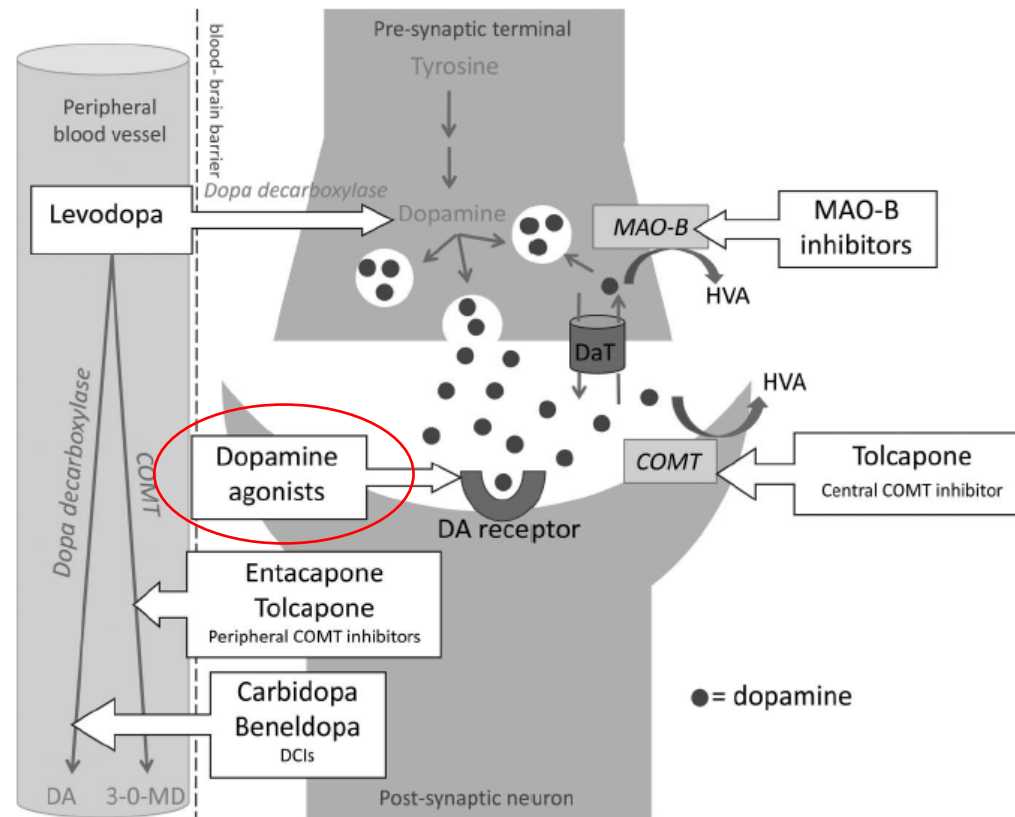 Pre-synaptic terminal
Tyrosine
blood- brain barrier
Peripheral
blood vessel
Dopa decarboxylase
Levodopa
Dopamine
MAO-B
MAO-B
inhibitors
HVA
DaT
HVA
Dopa decarboxylase
COMT
Dopamine
agonists
COMT
Tolcapone
Central COMT inhibitor
DA receptor
Entacapone
Tolcapone
Peripheral COMT inhibitors
Carbidopa
Beneldopa
DCIs
= dopamine
DA
3-0-MD
Post-synaptic neuron